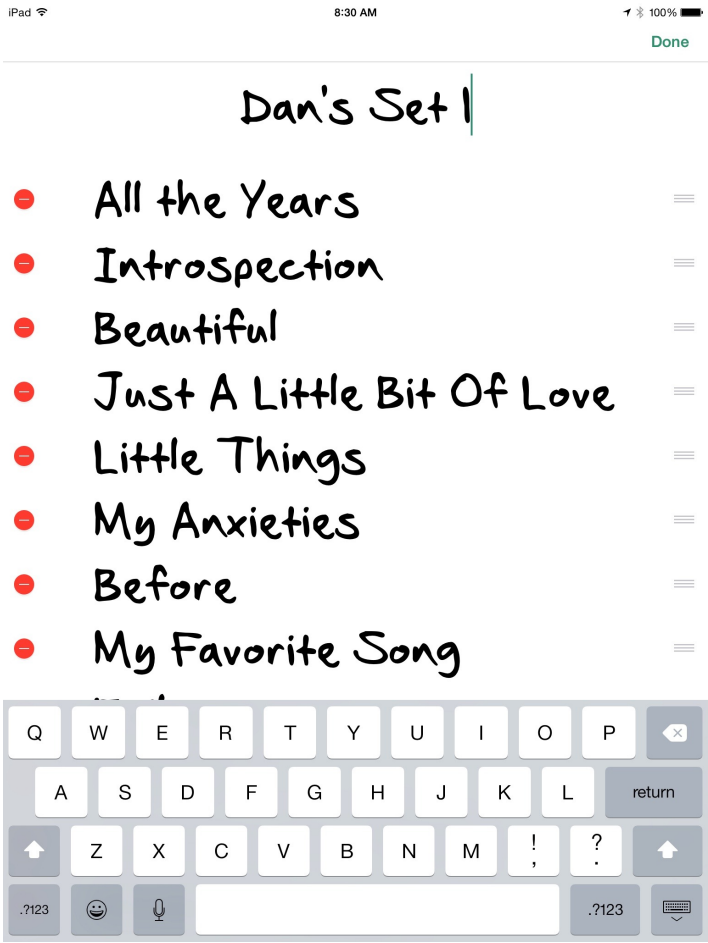 iPad 8:30 AM 100%
Done
Dan's Set 1
All the Years
Introspection
Beautiful
Just A Little Bit Of Love
Little Things
My Anxieties
Before
My Favorite Song
Q W E R T Y U I O P
A S D F G H J K L return
Z X C V B N M ! , ? .
.?123 .?123